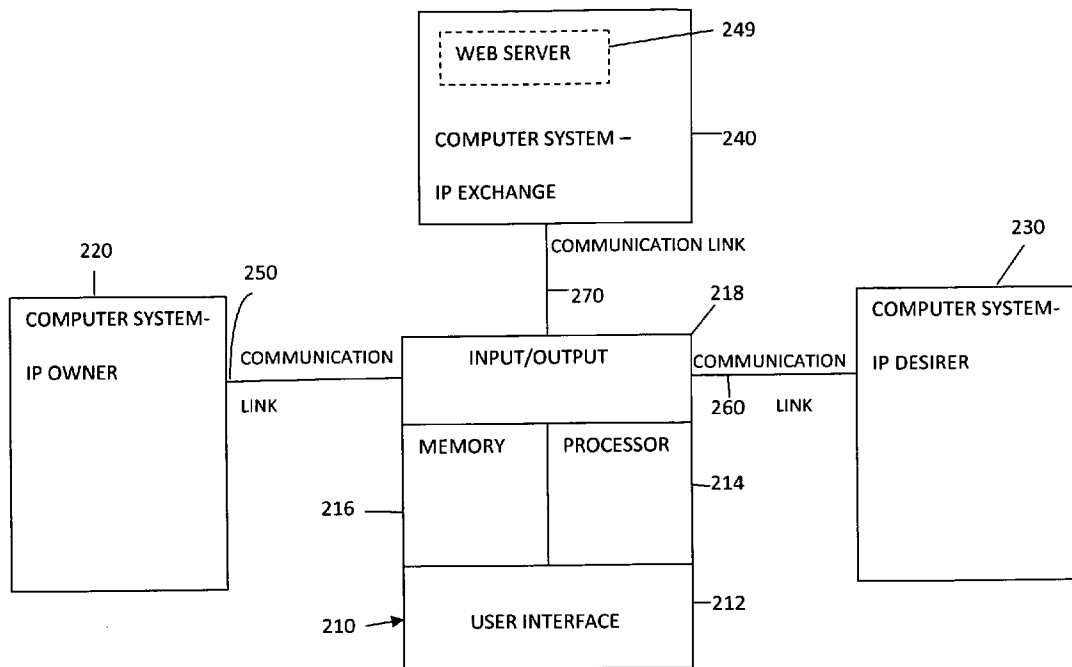 249
WEB SERVER
COMPUTER SYSTEM –
240
IP EXCHANGE
COMMUNICATION LINK
220
250
270
218
230
COMPUTER SYSTEM-
IP OWNER
COMMUNICATION
LINK
INPUT/OUTPUT
COMMUNICATION
260
LINK
COMPUTER SYSTEM-
IP DESIRER
MEMORY
PROCESSOR
216
214
210
USER INTERFACE
212